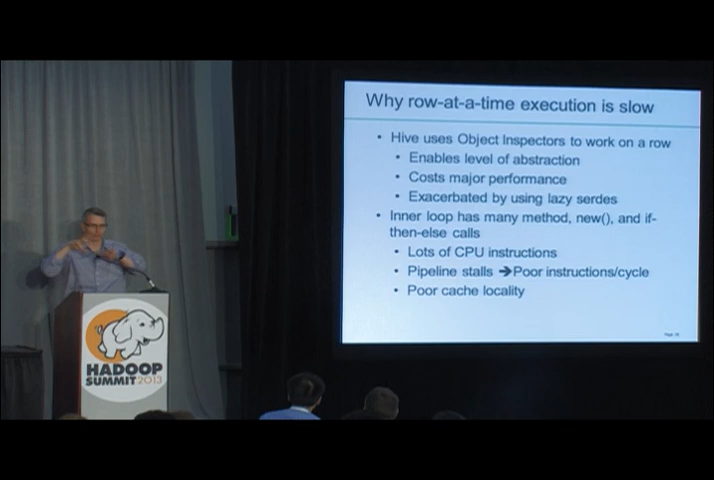 Why row-at-a-time execution is slow
• Hive uses Object Inspectors to work on a row
• Enables level of abstraction
• Costs major performance
• Exacerbated by using lazy serdes
• Inner loop has many method, new(), and if-
then-else calls
• Lots of CPU instructions
• Pipeline stalls ➔Poor instructions/cycle
• Poor cache locality
HADOOP
SUMMIT 2013